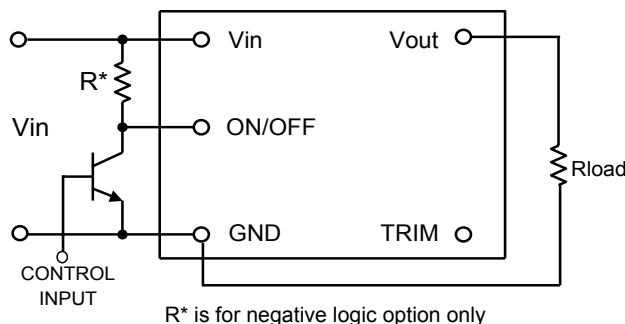 Vin
Vout
R*
Vin
ON/OFF
Rload
GND
TRIM
CONTROL
INPUT
R* is for negative logic option only